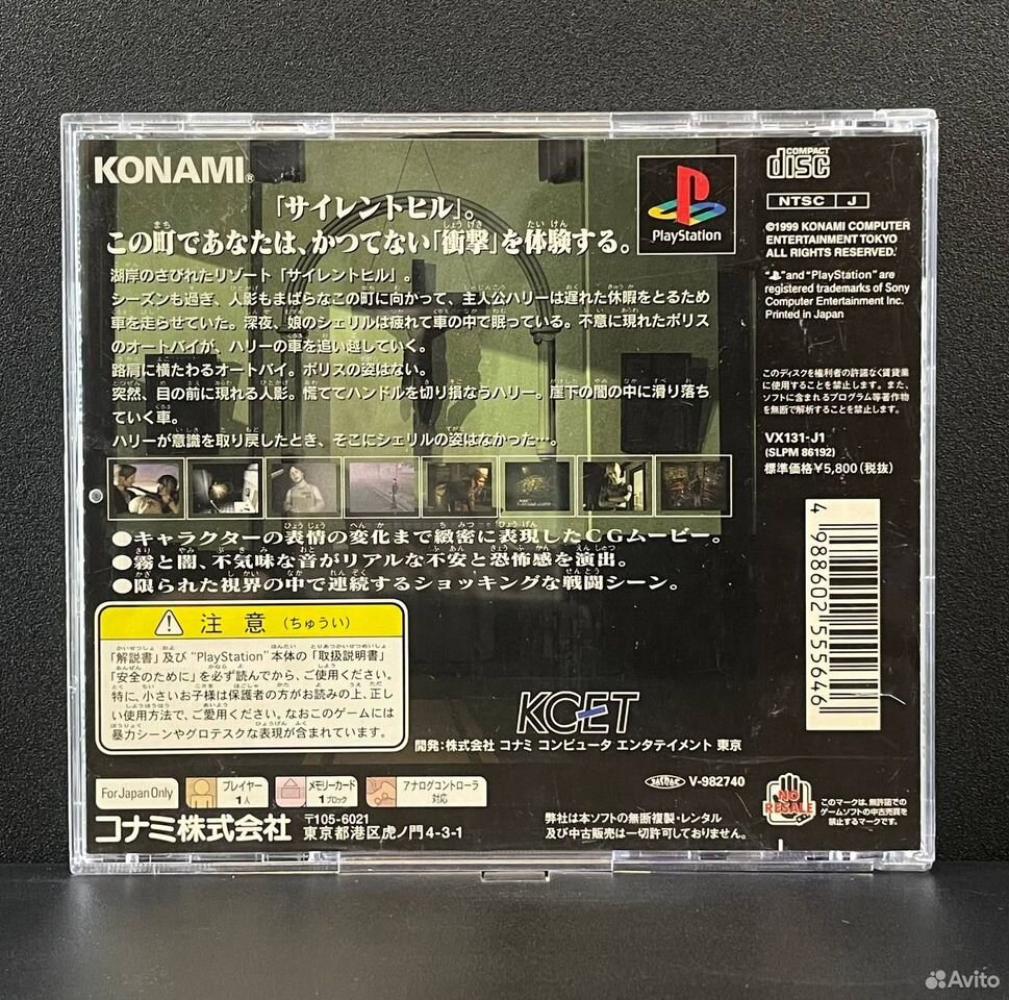 KONAMI®
「サイレントヒル」。
この町であなたは、かつてない「衝撃」を体験する。
湖岸のさびれたリゾート「サイレントヒル」。
シーズンも過ぎ、人影もまばらなこの町に向かって、主人公ハリーは遅れた休暇をとるため
車を走らせていた。深夜、娘のシェリルは疲れて車の中で眠っている。不意に現れたポリス
のオートバイが、ハリーの車を追い越していく。
路肩に横たわるオートバイ。ポリスの姿はない。
突然、目の前に現れる人影。慌ててハンドルを切り損なうハリー。崖下の闇の中に滑り落ち
ていく車。
ハリーが意識を取り戻したとき、そこにシェリルの姿はなかった…。
●キャラクターの表情の変化まで緻密に表現したCGムービー。
●霧と闇、不気味な音がリアルな不安と恐怖感を演出。
●限られた視界の中で連続するショッキングな戦闘シーン。
注意(ちゅうい)
「解説書」及び“PlayStation”本体の「取扱説明書」
「安全のために」を必ず読んでから、ご使用ください。
特に、小さいお子様は保護者の方がお読みの上、正し
い使用方法で、ご愛用ください。なおこのゲームには
暴力シーンやグロテスクな表現が含まれています。
KCET
開発:株式会社 コナミ コンピュータ エンタテイメント 東京
For Japan Only
プレイヤー
1人
メモリーカード
1ブロック
アナログコントローラ
対応
コナミ株式会社
〒105-6021
東京都港区虎ノ門4-3-1
弊社は本ソフトの無断複製・レンタル
及び中古販売は一切許可しておりません。
PlayStation
COMPACT
disc
NTSC J
©1999 KONAMI COMPUTER
ENTERTAINMENT TOKYO
ALL RIGHTS RESERVED.
" " and "PlayStation" are
registered trademarks of Sony
Computer Entertainment Inc.
Printed in Japan
このディスクを権利者の許諾なく賃貸業
に使用することを禁止します。また、
ソフトに含まれるプログラム等著作物
を無断で解析することを禁止します。
VX131-J1
(SLPM 86192)
標準価格¥5,800(税抜)
4 988602 555646
V-982740
NO
RESALE
このマークは、無許諾での
ゲームソフトの中古売買を
禁止するマークです。
Avito